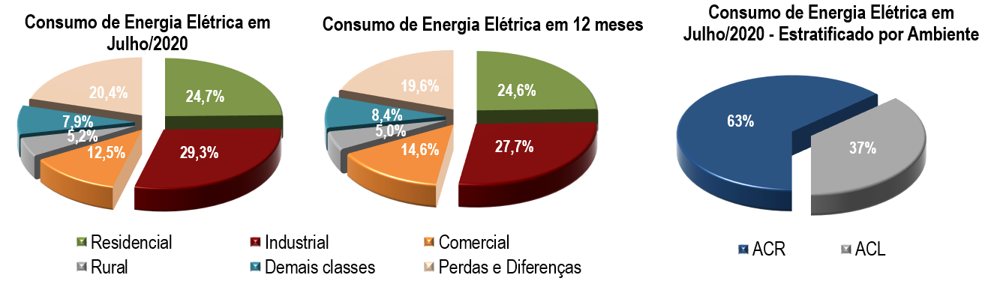 Consumo de Energia Elétrica em
Julho/2020
24,7%
29,3%
12,5%
5,2%
7,9%
20,4%
Consumo de Energia Elétrica em 12 meses
24,6%
27,7%
14,6%
5,0%
8,4%
19,6%
Residencial
Industrial
Comercial
Rural
Demais classes
Perdas e Diferenças
Consumo de Energia Elétrica em
Julho/2020 - Estratificado por Ambiente
63%
37%
ACR
ACL